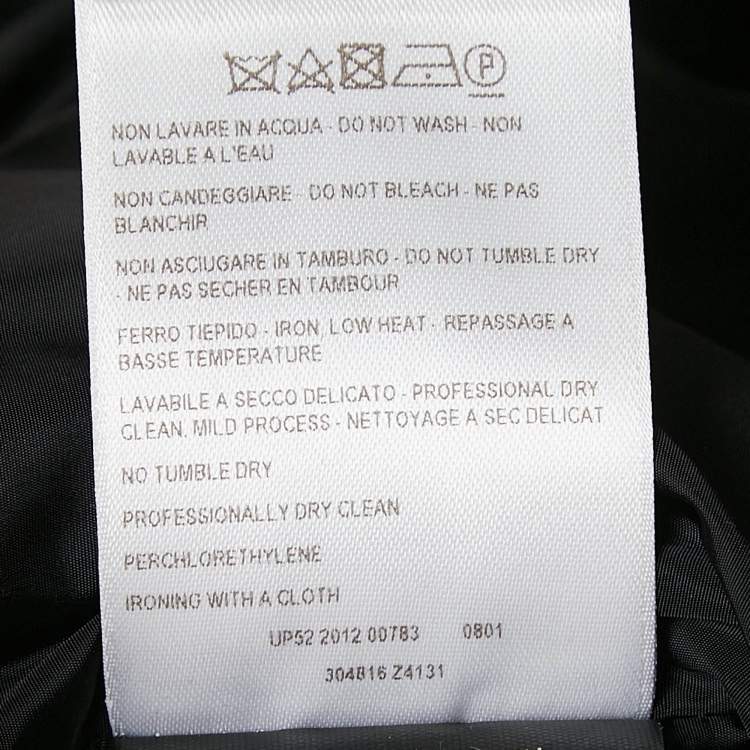 P
NON LAVARE IN ACQUA - DO NOT WASH - NON
LAVABLE A L'EAU
NON CANDEGGIARE - DO NOT BLEACH - NE PAS
BLANCHIR
NON ASCIUGARE IN TAMBURO - DO NOT TUMBLE DRY
- NE PAS SECHER EN TAMBOUR
FERRO TIEPIDO - IRON, LOW HEAT - REPASSAGE A
BASSE TEMPERATURE
LAVABILE A SECCO DELICATO - PROFESSIONAL DRY
CLEAN, MILD PROCESS - NETTOYAGE A SEC DELICAT
NO TUMBLE DRY
PROFESSIONALLY DRY CLEAN
PERCHLORETHYLENE
IRONING WITH A CLOTH
UP52 2012 00783 0801
304816 Z4131